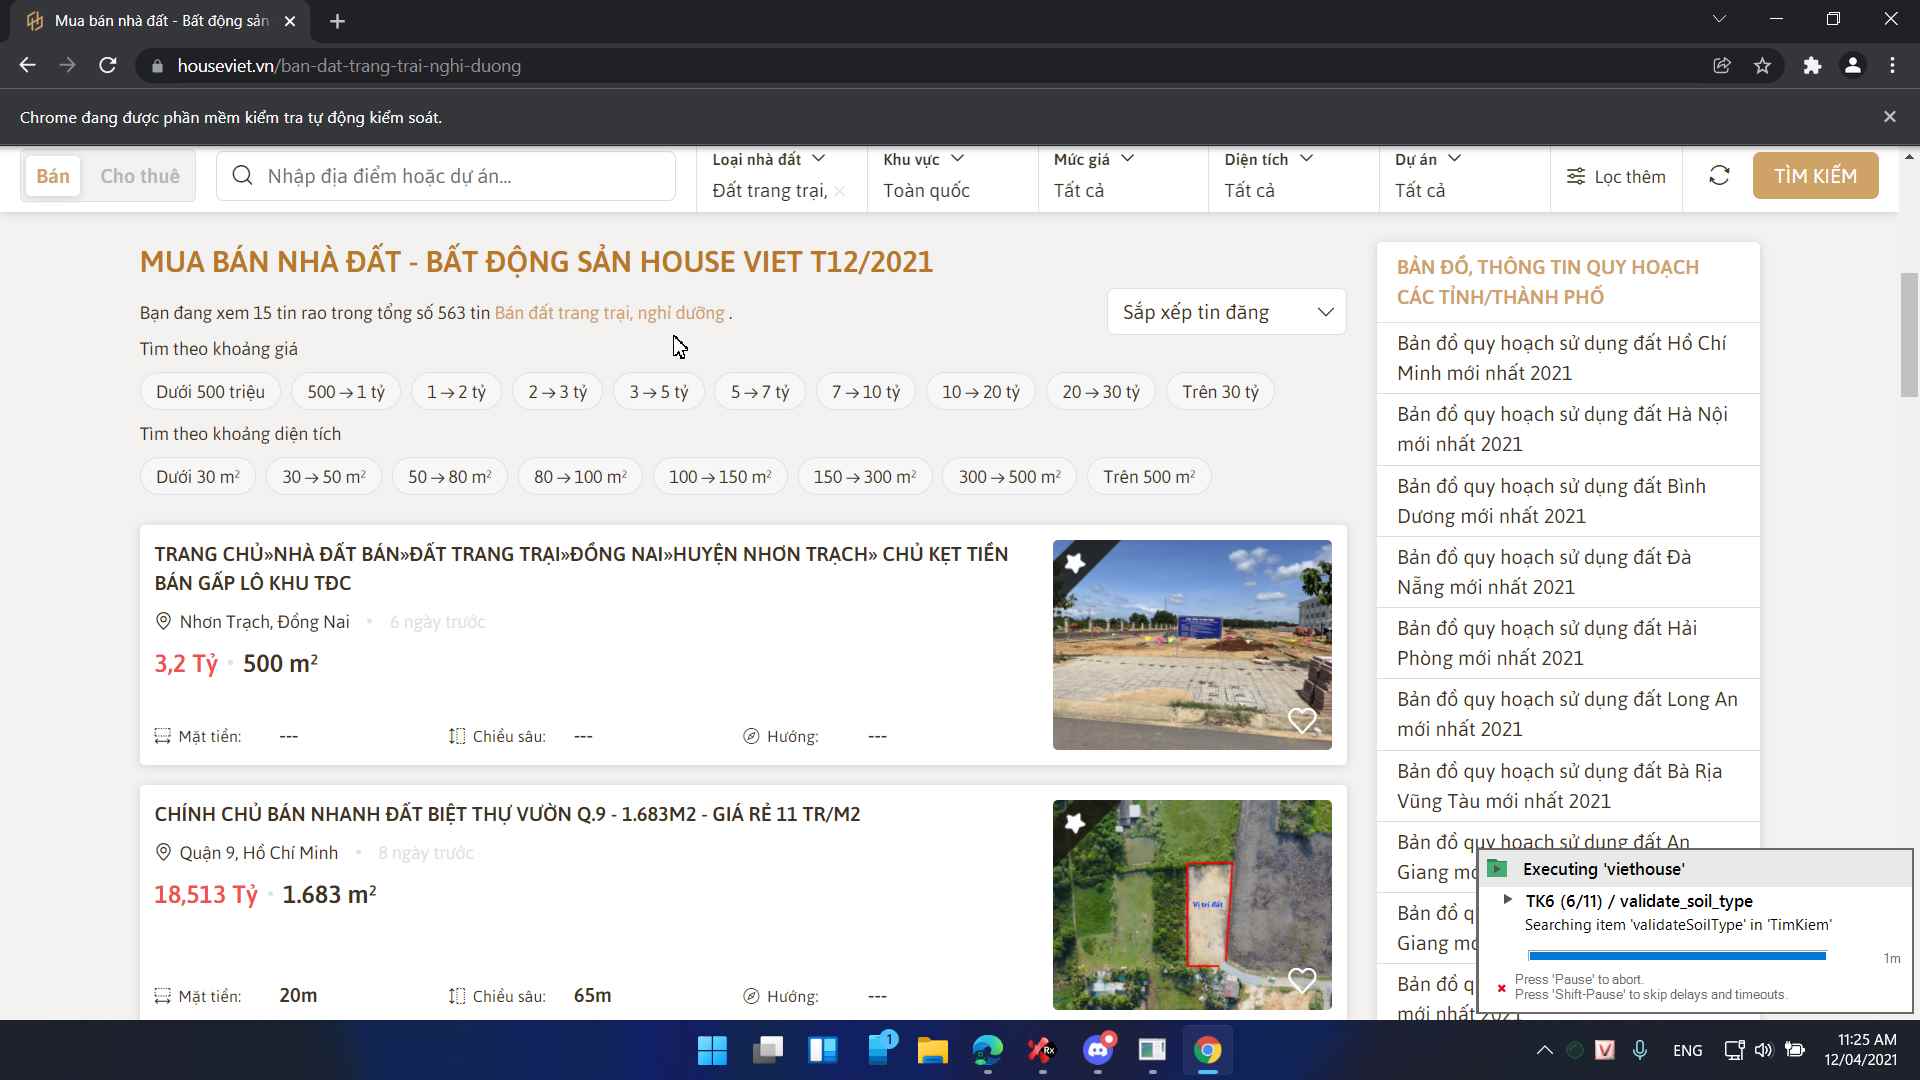 Mua bán nhà đất - Bất động sản
houseviet.vn/ban-dat-trang-trai-nghi-duong
Chrome đang được phần mềm kiểm tra tự động kiểm soát.
Bán
Cho thuê
Nhập địa điểm hoặc dự án...
Loại nhà đất
Đất trang trại,
Khu vực
Toàn quốc
Mức giá
Tất cả
Diện tích
Tất cả
Dự án
Tất cả
Lọc thêm
TÌM KIẾM
MUA BÁN NHÀ ĐẤT - BẤT ĐỘNG SẢN HOUSE VIET T12/2021
Bạn đang xem 15 tin rao trong tổng số 563 tin Bán đất trang trại, nghỉ dưỡng .
Sắp xếp tin đăng
Tìm theo khoảng giá
Dưới 500 triệu
500 → 1 tỷ
1 → 2 tỷ
2 → 3 tỷ
3 → 5 tỷ
5 → 7 tỷ
7 → 10 tỷ
10 → 20 tỷ
20 → 30 tỷ
Trên 30 tỷ
Tìm theo khoảng diện tích
Dưới 30 m²
30 → 50 m²
50 → 80 m²
80 → 100 m²
100 → 150 m²
150 → 300 m²
300 → 500 m²
Trên 500 m²
TRANG CHỦ»NHÀ ĐẤT BÁN»ĐẤT TRANG TRẠI»ĐỒNG NAI»HUYỆN NHƠN TRẠCH» CHỦ KẸT TIỀN
BÁN GẤP LÔ KHU TĐC
Nhơn Trạch, Đồng Nai • 6 ngày trước
3,2 Tỷ • 500 m²
Mặt tiền: ---
Chiều sâu: ---
Hướng: ---
CHÍNH CHỦ BÁN NHANH ĐẤT BIỆT THỰ VƯỜN Q.9 - 1.683M2 - GIÁ RẺ 11 TR/M2
Quận 9, Hồ Chí Minh • 8 ngày trước
18,513 Tỷ • 1.683 m²
Vị trí đất
Mặt tiền: 20m
Chiều sâu: 65m
Hướng: ---
BẢN ĐỒ, THÔNG TIN QUY HOẠCH
CÁC TỈNH/THÀNH PHỐ
Bản đồ quy hoạch sử dụng đất Hồ Chí
Minh mới nhất 2021
Bản đồ quy hoạch sử dụng đất Hà Nội
mới nhất 2021
Bản đồ quy hoạch sử dụng đất Bình
Dương mới nhất 2021
Bản đồ quy hoạch sử dụng đất Đà
Nẵng mới nhất 2021
Bản đồ quy hoạch sử dụng đất Hải
Phòng mới nhất 2021
Bản đồ quy hoạch sử dụng đất Long An
mới nhất 2021
Bản đồ quy hoạch sử dụng đất Bà Rịa
Vũng Tàu mới nhất 2021
Bản đồ quy hoạch sử dụng đất An
Giang
Bản đồ
Giang
Bản đồ
mới nhất 2021
Executing 'viethouse'
TK6 (6/11) / validate_soil_type
Searching item 'validateSoilType' in 'TimKiem'
1m
Press 'Pause' to abort.
Press 'Shift-Pause' to skip delays and timeouts.
1
Rx
V
ENG
11:25 AM
12/04/2021